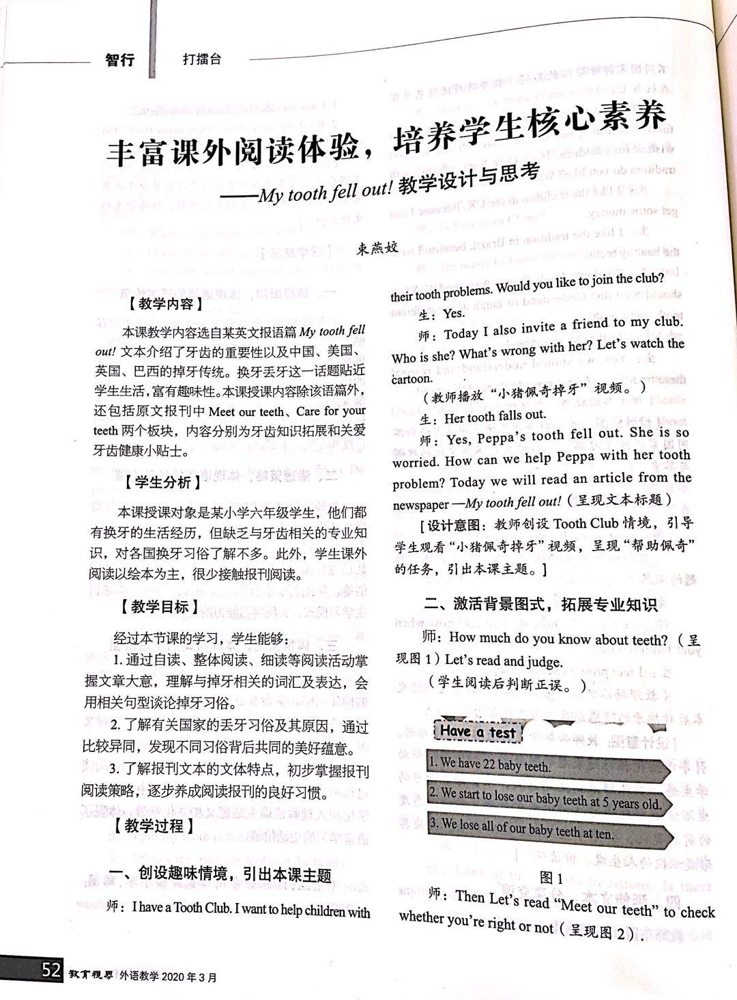 智行
打擂台
丰富课外阅读体验，培养学生核心素养
——My tooth fell out! 教学设计与思考
束燕姣
【教学内容】
本课教学内容选自某英文报语篇 My tooth fell
out! 文本介绍了牙齿的重要性以及中国、美国、
英国、巴西的掉牙传统。换牙丢牙这一话题贴近
学生生活，富有趣味性。本课授课内容除该语篇外，
还包括原文报刊中 Meet our teeth、Care for your
teeth 两个板块，内容分别为牙齿知识拓展和关爱
牙齿健康小贴士。
【学生分析】
本课授课对象是某小学六年级学生，他们都
有换牙的生活经历，但缺乏与牙齿相关的专业知
识，对各国换牙习俗了解不多。此外，学生课外
阅读以绘本为主，很少接触报刊阅读。
【教学目标】
经过本节课的学习，学生能够：
1. 通过自读、整体阅读、细读等阅读活动掌
握文章大意，理解与掉牙相关的词汇及表达，会
用相关句型谈论掉牙习俗。
2. 了解有关国家的丢牙习俗及其原因，通过
比较异同，发现不同习俗背后共同的美好蕴意。
3. 了解报刊文本的文体特点，初步掌握报刊
阅读策略，逐步养成阅读报刊的良好习惯。
【教学过程】
一、创设趣味情境，引出本课主题
师：I have a Tooth Club. I want to help children with
their tooth problems. Would you like to join the club?
生：Yes.
师：Today I also invite a friend to my club.
Who is she? What's wrong with her? Let's watch the
cartoon.
（教师播放“小猪佩奇掉牙”视频。）
生：Her tooth falls out.
师：Yes, Peppa's tooth fell out. She is so
worried. How can we help Peppa with her tooth
problem? Today we will read an article from the
newspaper —My tooth fell out!（呈现文本标题）
[设计意图：教师创设 Tooth Club 情境，引导
学生观看“小猪佩奇掉牙”视频，呈现“帮助佩奇”
的任务，引出本课主题。]
二、激活背景图式，拓展专业知识
师：How much do you know about teeth?（呈
现图 1）Let's read and judge.
（学生阅读后判断正误。）
Have a test
1. We have 22 baby teeth.
2. We start to lose our baby teeth at 5 years old.
3. We lose all of our baby teeth at ten.
图 1
师：Then Let's read “Meet our teeth” to check
whether you're right or not（呈现图 2）.
52 教育视界 外语教学 2020 年 3 月